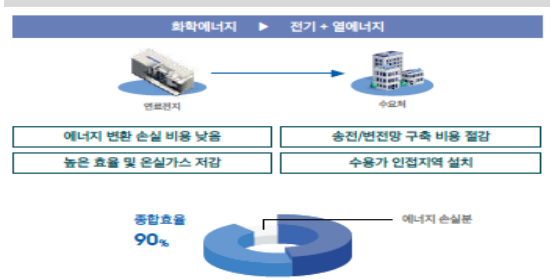 화학에너지 ▶ 전기 + 열에너지
연료전지
수요처
에너지 변환 손실 비용 낮음
송전/변전망 구축 비용 절감
높은 효율 및 온실가스 저감
수용가 인접지역 설치
종합효율
90%
에너지 손실분